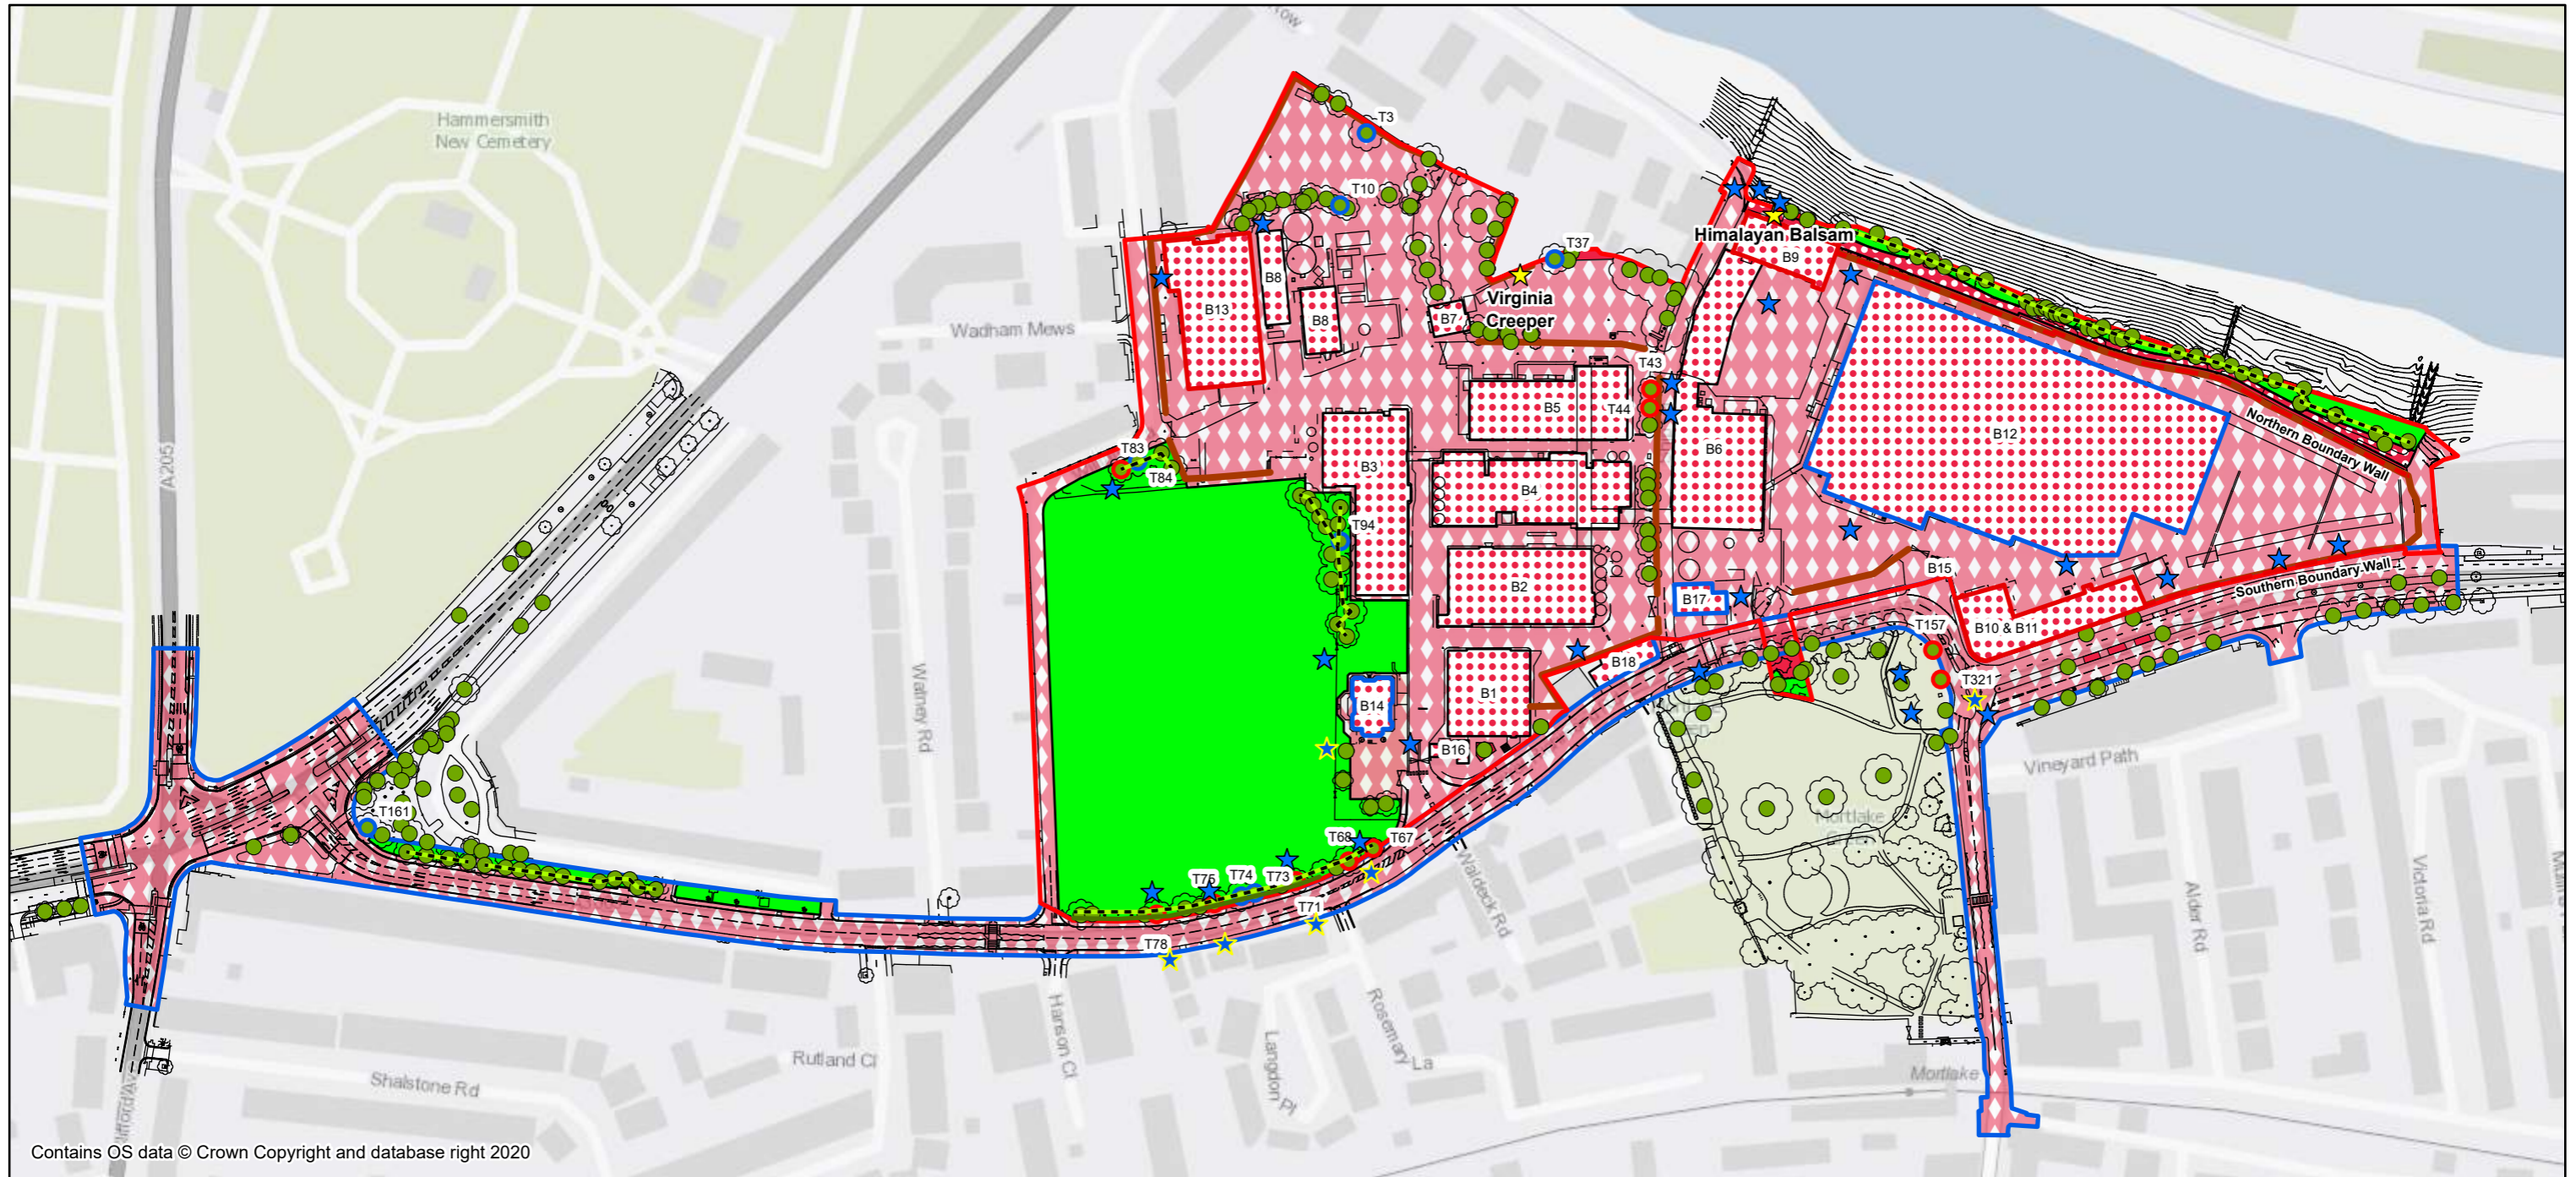 Hammersmith
New Cemetery
T3
T10
T37
Himalayan Balsam
B9
B8
B13
B8
B7
Virginia
Creeper
Wadham Mews
A205
T43
B5
T44
B12
Northern Boundary Wall
T83
T84
B3
B6
B4
T94
B2
B17
B15
Southern Boundary Wall
B10 & B11
T157
B18
T321
B1
B14
B16
Watney Rd
Vineyard Path
Mortlake
Green
T161
T68
T67
T75
T74
T73
T71
T78
Waldeck Rd
Victoria Rd
Alder Rd
Hanson Ct
Rosemary La
Langdon Pl
Rutland Cl
Shalstone Rd
Mortlake
Contains OS data © Crown Copyright and database right 2020